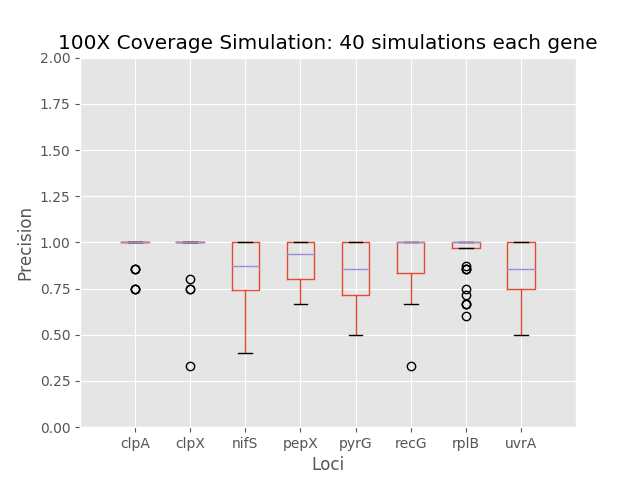 100X Coverage Simulation: 40 simulations each gene
2.00
1.75
1.50
1.25
1.00
0.75
0.50
0.25
0.00
Precision
clpA clpX nifS pepX pyrG recG rplB uvrA
Loci